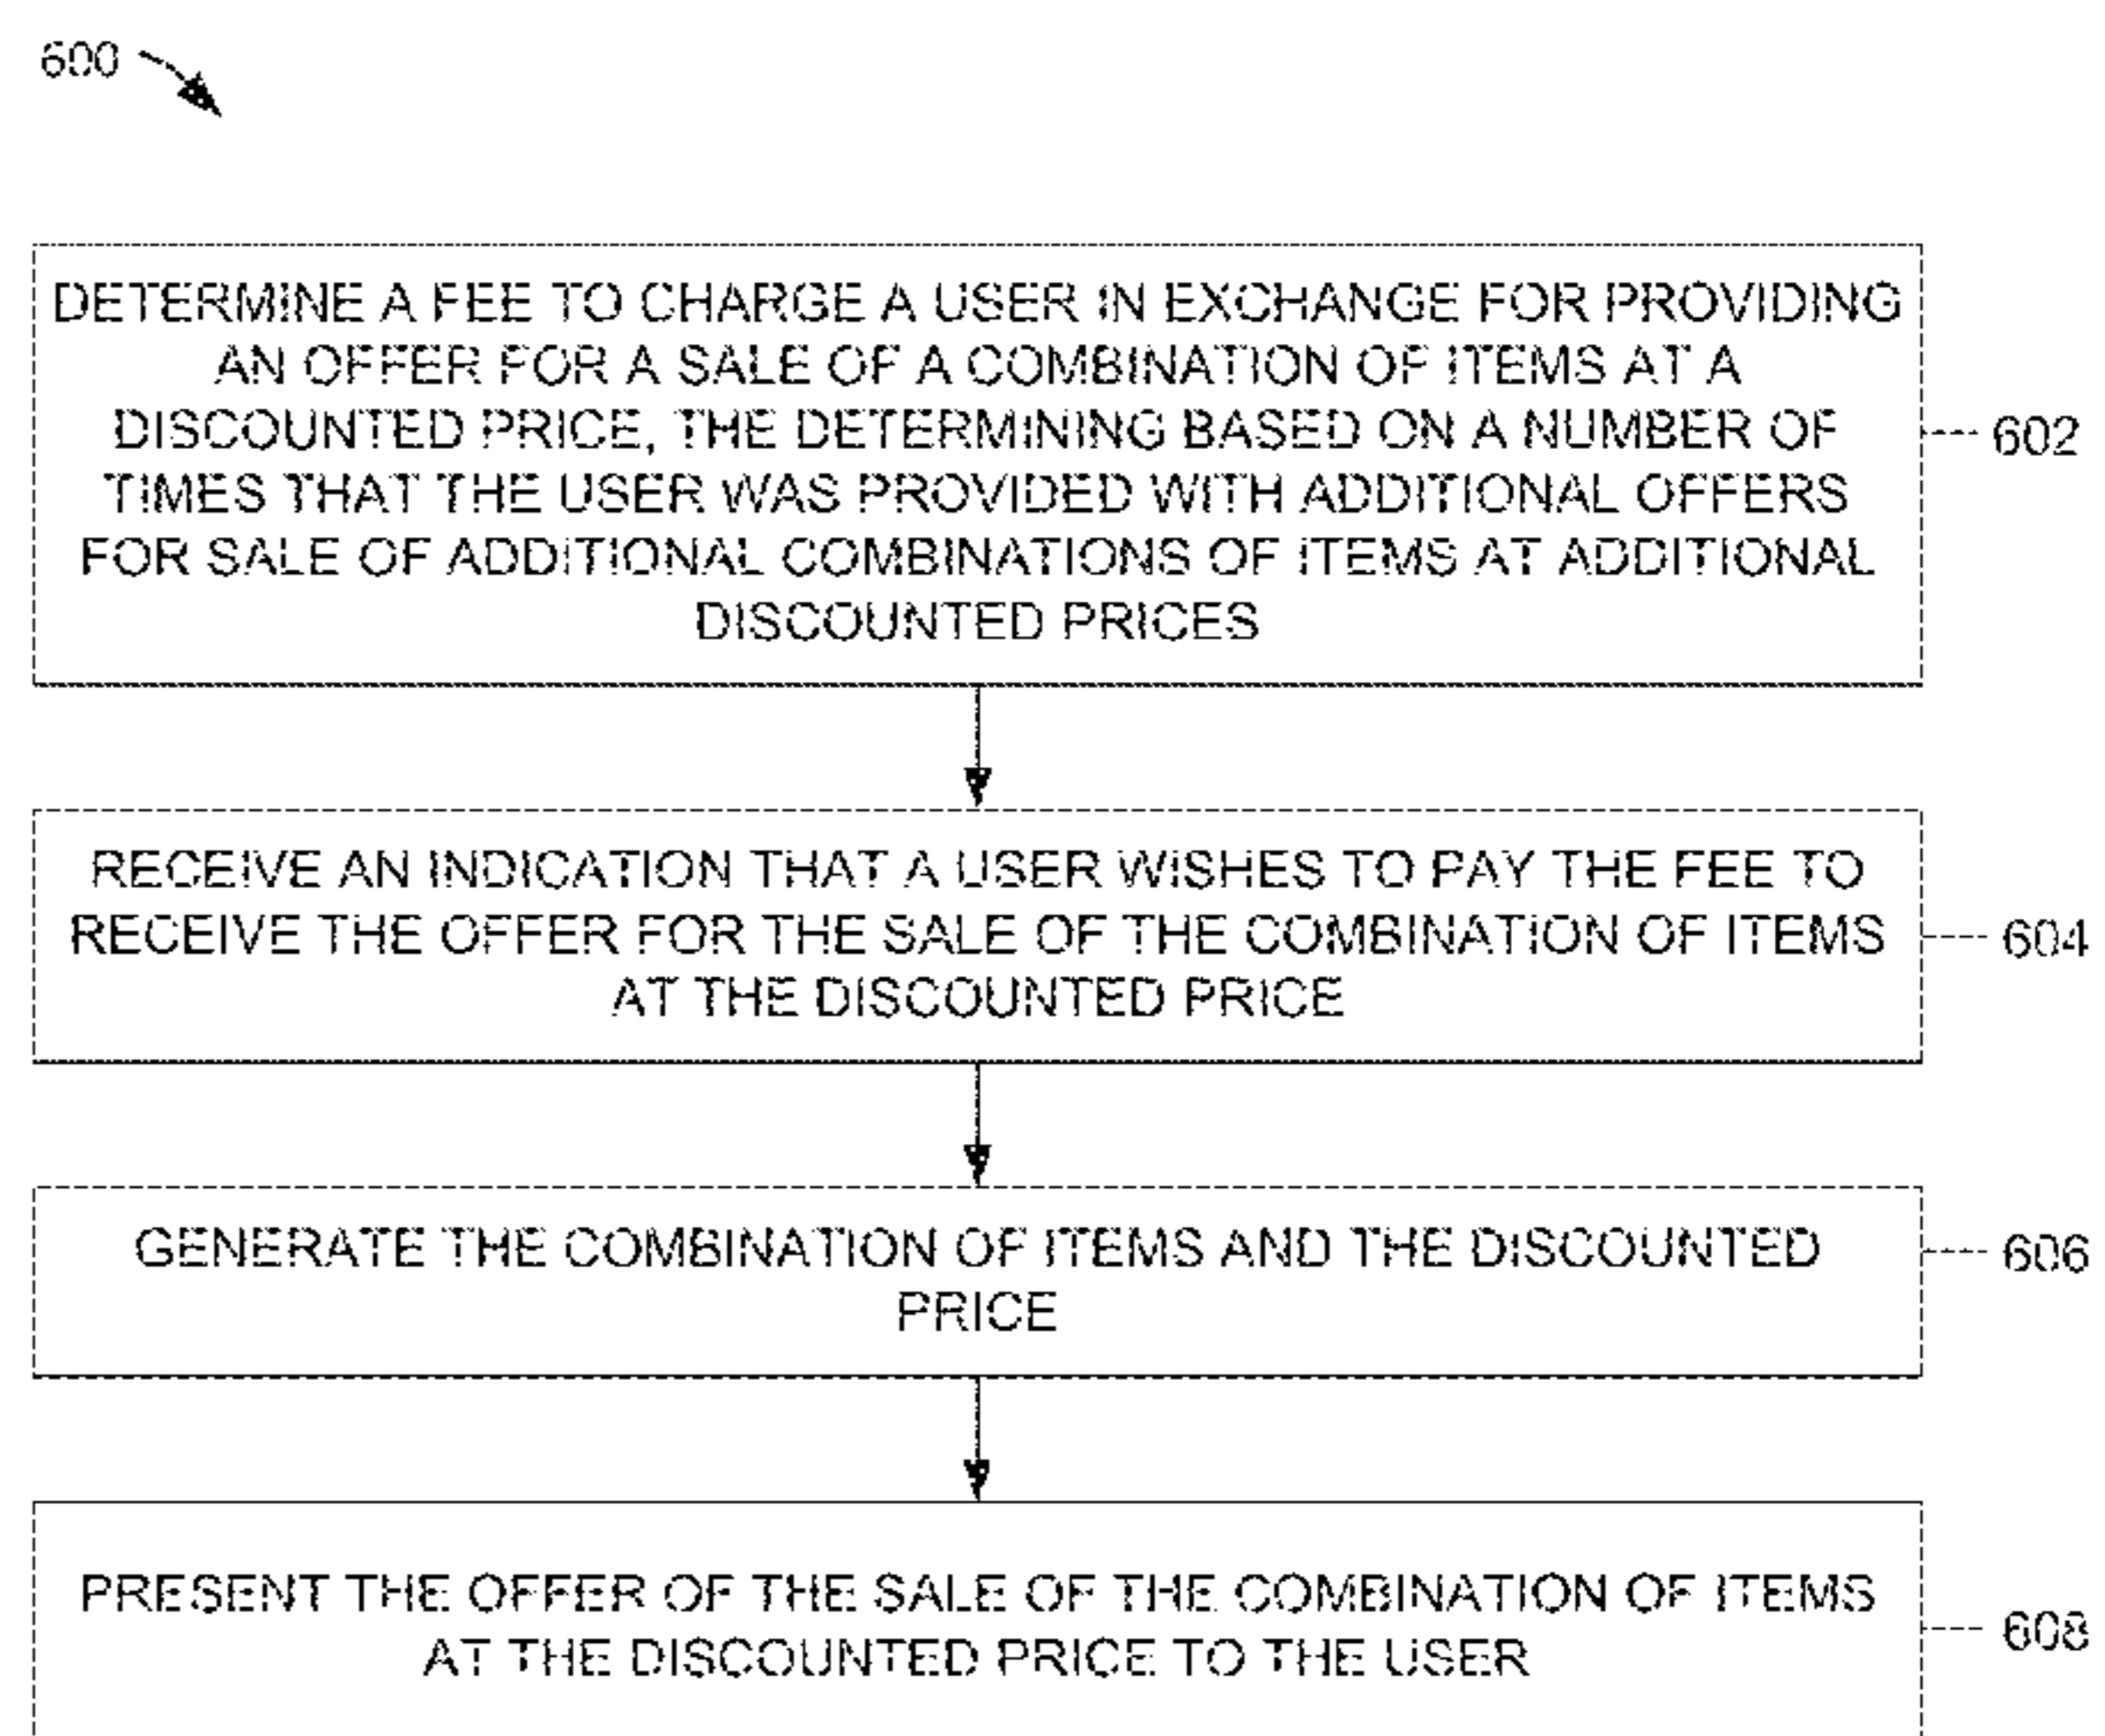 600
DETERMINE A FEE TO CHARGE A USER IN EXCHANGE FOR PROVIDING
AN OFFER FOR A SALE OF A COMBINATION OF ITEMS AT A
DISCOUNTED PRICE, THE DETERMINING BASED ON A NUMBER OF
TIMES THAT THE USER WAS PROVIDED WITH ADDITIONAL OFFERS
FOR SALE OF ADDITIONAL COMBINATIONS OF ITEMS AT ADDITIONAL
DISCOUNTED PRICES
602
RECEIVE AN INDICATION THAT A USER WISHES TO PAY THE FEE TO
RECEIVE THE OFFER FOR THE SALE OF THE COMBINATION OF ITEMS
AT THE DISCOUNTED PRICE
604
GENERATE THE COMBINATION OF ITEMS AND THE DISCOUNTED
PRICE
606
PRESENT THE OFFER OF THE SALE OF THE COMBINATION OF ITEMS
AT THE DISCOUNTED PRICE TO THE USER
608